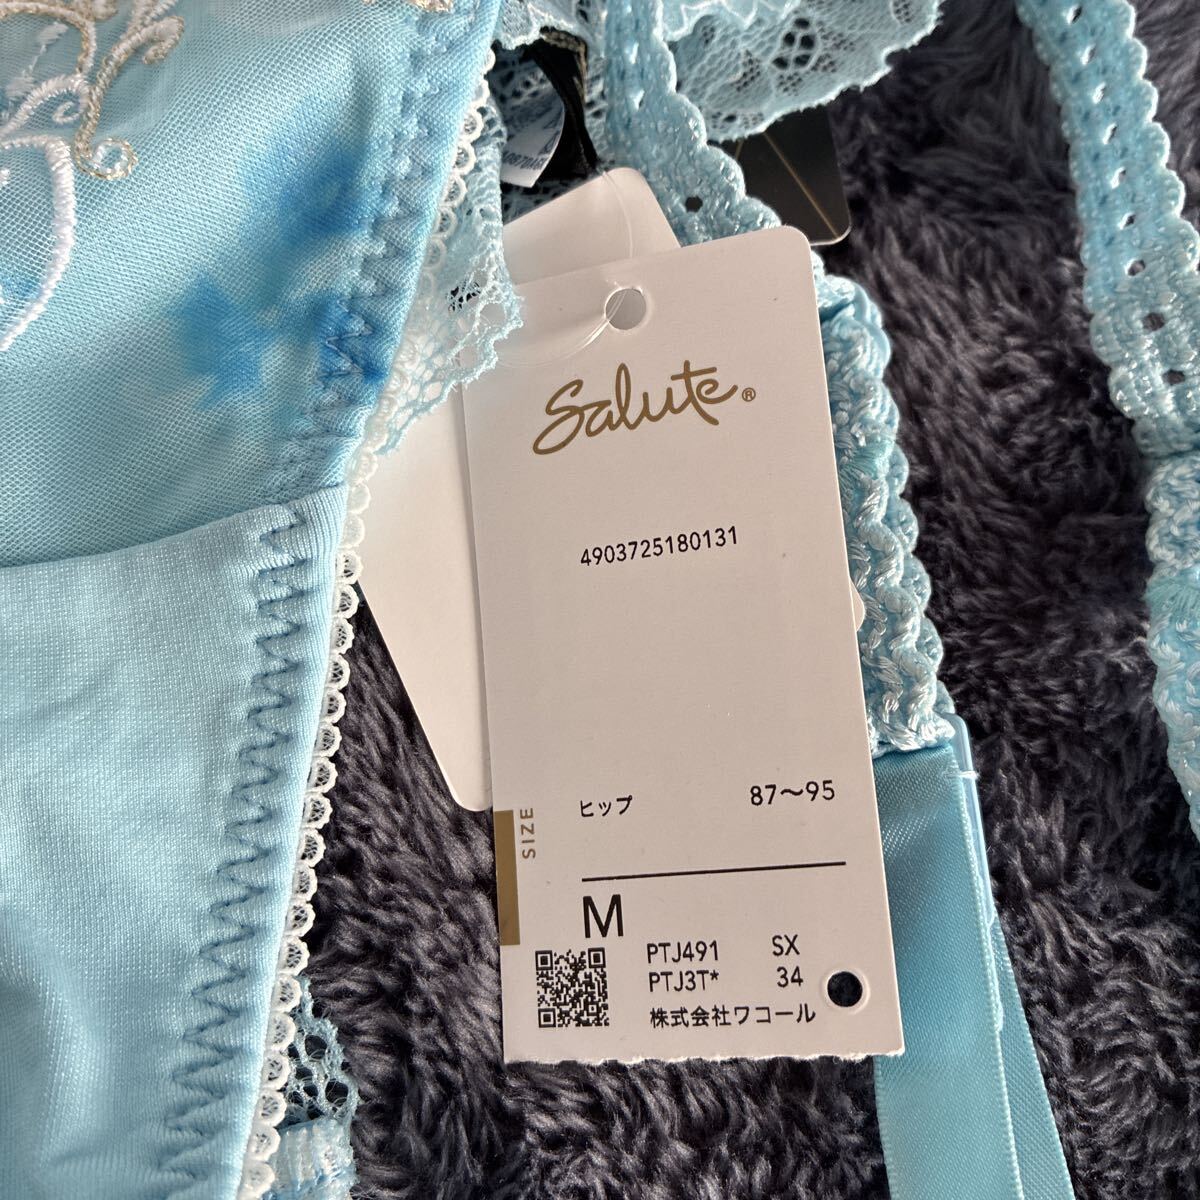 Salute®
4903725180131
ヒップ 87〜95
SIZE
M
PTJ491 SX
PTJ3T* 34
株式会社ワコール